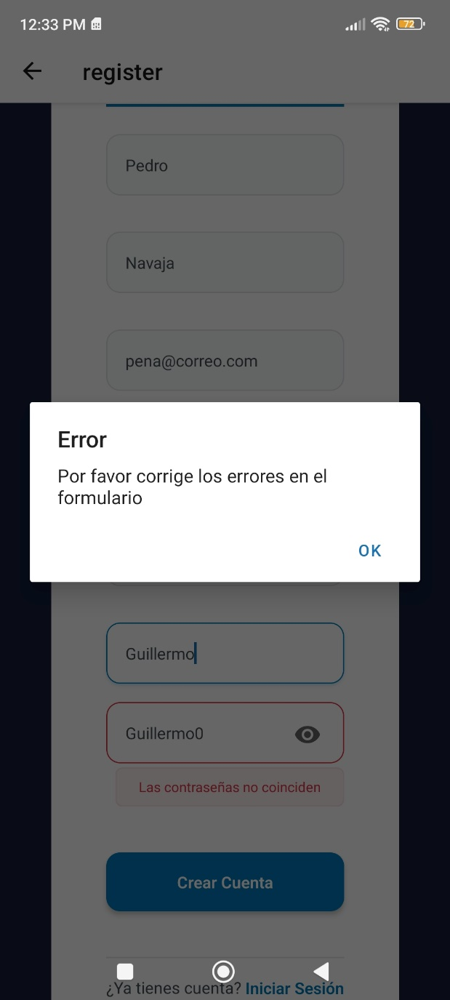 12:33 PM
72
register
Pedro
Navaja
pena@correo.com
Error
Por favor corrige los errores en el
formulario
OK
Guillermo
Guillermo0
Las contraseñas no coinciden
Crear Cuenta
¿Ya tienes cuenta? Iniciar Sesión